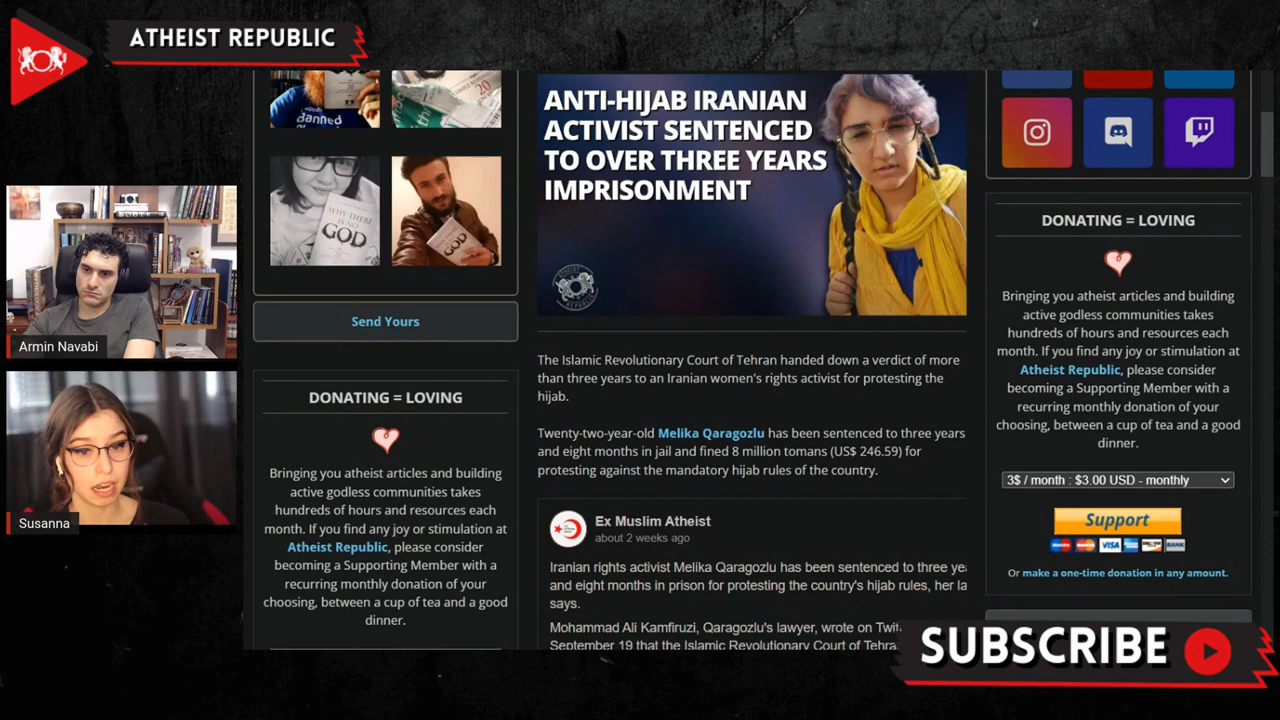 ATHEIST REPUBLIC
Banned
20
WHY THERE
IS NO
GOD
GOD
Send Yours
DONATING = LOVING
Bringing you atheist articles and building
active godless communities takes
hundreds of hours and resources each
month. If you find any joy or stimulation at
Atheist Republic, please consider
becoming a Supporting Member with a
recurring monthly donation of your
choosing, between a cup of tea and a good
dinner.
ANTI-HIJAB IRANIAN
ACTIVIST SENTENCED
TO OVER THREE YEARS
IMPRISONMENT
ATHEIST
REPUBLIC
The Islamic Revolutionary Court of Tehran handed down a verdict of more
than three years to an Iranian women's rights activist for protesting the
hijab.
Twenty-two-year-old Melika Qaragozlu has been sentenced to three years
and eight months in jail and fined 8 million tomans (US$ 246.59) for
protesting against the mandatory hijab rules of the country.
Ex Muslim Atheist
about 2 weeks ago
Iranian rights activist Melika Qaragozlu has been sentenced to three yea
and eight months in prison for protesting the country's hijab rules, her la
says.
Mohammad Ali Kamfiruzi, Qaragozlu's lawyer, wrote on Twit
September 19 that the Islamic Revolutionary Court of Tehra
DONATING = LOVING
Bringing you atheist articles and building
active godless communities takes
hundreds of hours and resources each
month. If you find any joy or stimulation at
Atheist Republic, please consider
becoming a Supporting Member with a
recurring monthly donation of your
choosing, between a cup of tea and a good
dinner.
3$ / month : $3.00 USD - monthly
Support
VISA
BANK
Or make a one-time donation in any amount.
Armin Navabi
Susanna
SUBSCRIBE